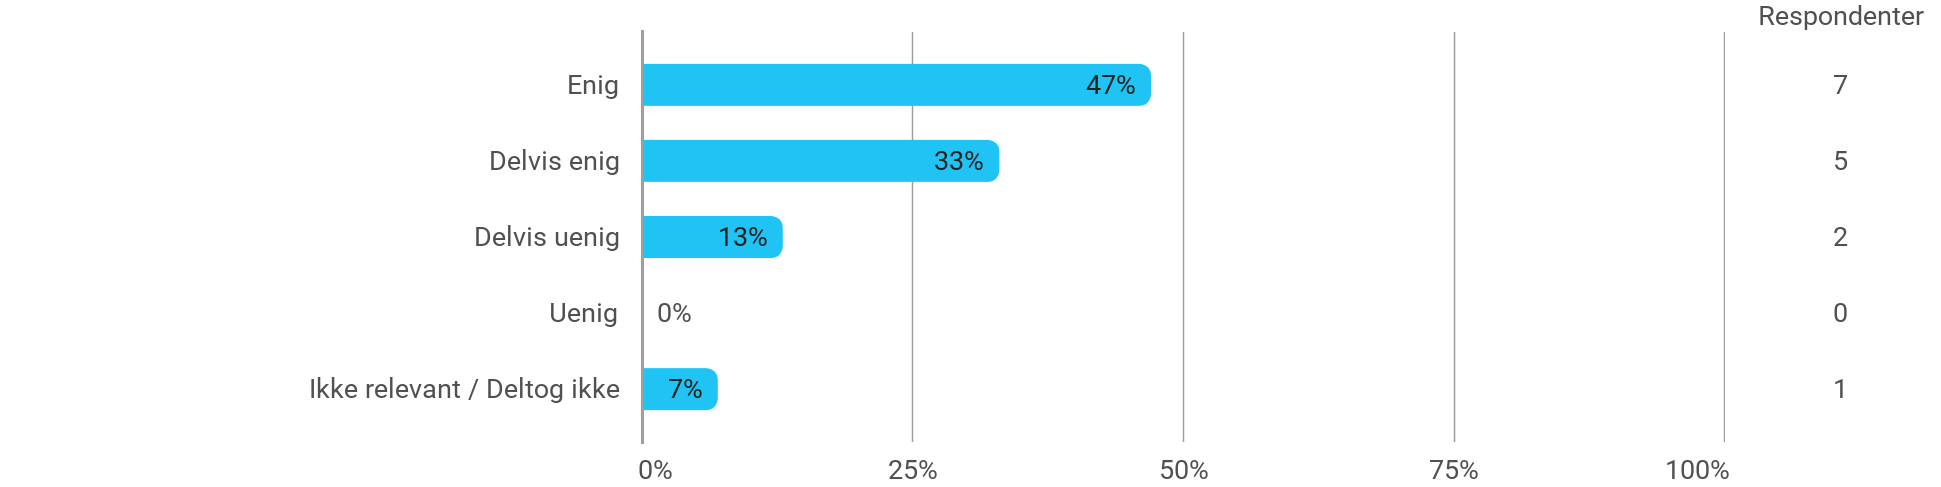 Respondenter
Enig 47% 7
Delvis enig 33% 5
Delvis uenig 13% 2
Uenig 0% 0
Ikke relevant / Deltog ikke 7% 1
0% 25% 50% 75% 100%